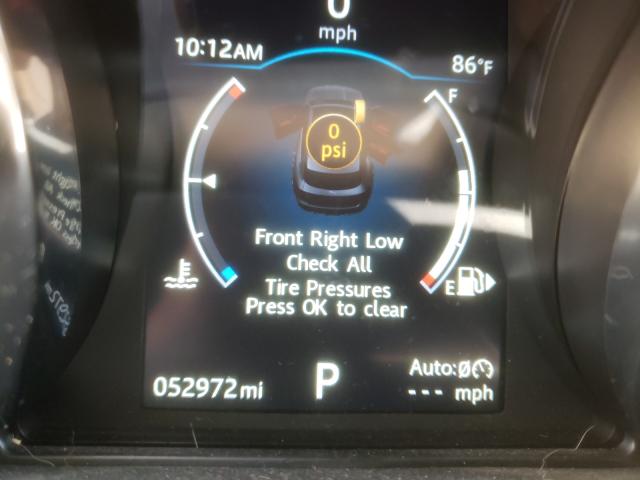 0
mph
10:12AM
86°F
F
0
psi
Front Right Low
Check All
Tire Pressures
Press OK to clear
E
Auto:
052972mi
P
--- mph